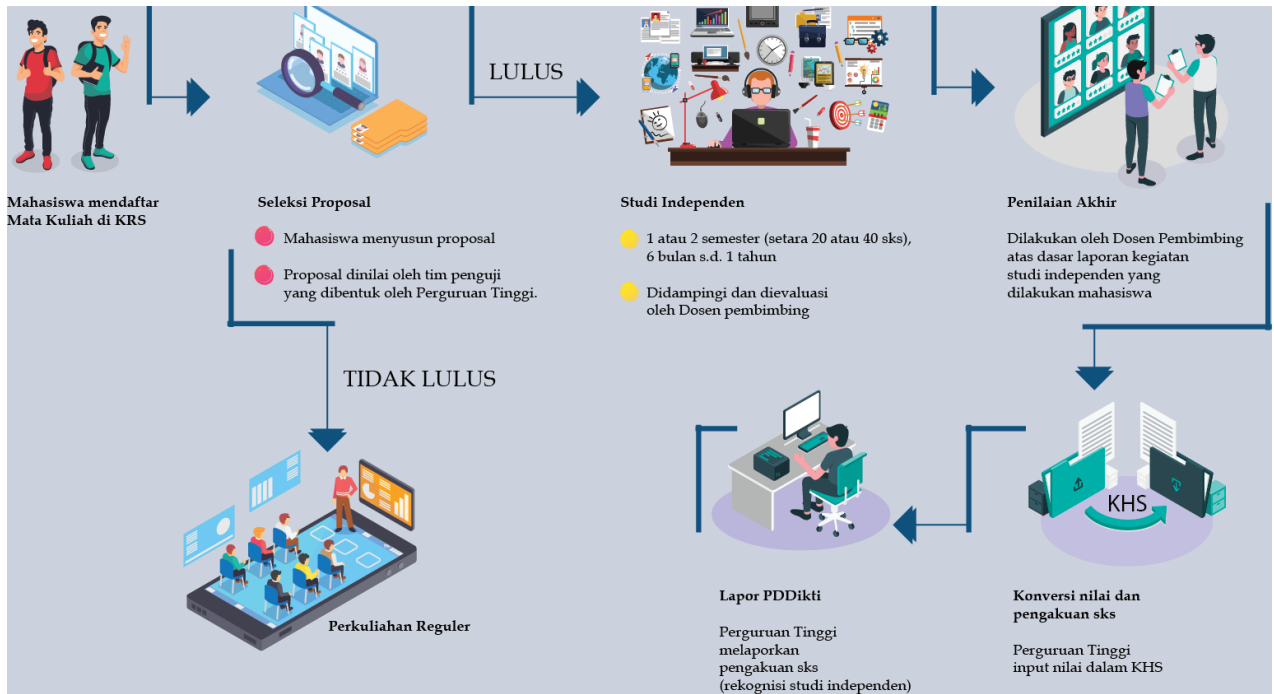 LULUS
Mahasiswa mendaftar
Mata Kuliah di KRS
Seleksi Proposal
Mahasiswa menyusun proposal
Proposal dinilai oleh tim penguji
yang dibentuk oleh Perguruan Tinggi.
Studi Independen
1 atau 2 semester (setara 20 atau 40 sks),
6 bulan s.d. 1 tahun
Didampingi dan dievaluasi
oleh Dosen pembimbing
Penilaian Akhir
Dilakukan oleh Dosen Pembimbing
atas dasar laporan kegiatan
studi independen yang
dilakukan mahasiswa
TIDAK LULUS
Perkuliahan Reguler
KHS
Konversi nilai dan
pengakuan sks
Perguruan Tinggi
input nilai dalam KHS
Lapor PDDikti
Perguruan Tinggi
melaporkan
pengakuan sks
(rekognisi studi independen)